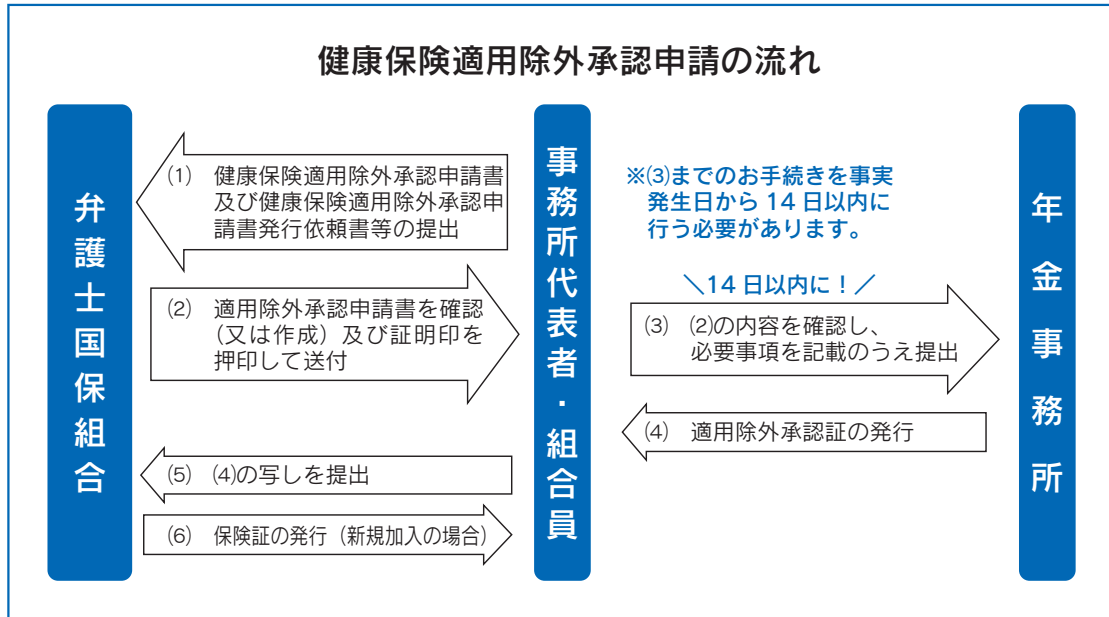 健康保険適用除外承認申請の流れ
弁護士国保組合
事務所代表者・組合員
年金事務所
(1) 健康保険適用除外承認申請書
及び健康保険適用除外承認申
請書発行依頼書等の提出
(2) 適用除外承認申請書を確認
(又は作成)及び証明印を
押印して送付
※(3)までのお手続きを事実
発生日から 14 日以内に
行う必要があります。
＼14 日以内に！／
(3) (2)の内容を確認し、
必要事項を記載のうえ提出
(4) 適用除外承認証の発行
(5) (4)の写しを提出
(6) 保険証の発行（新規加入の場合）